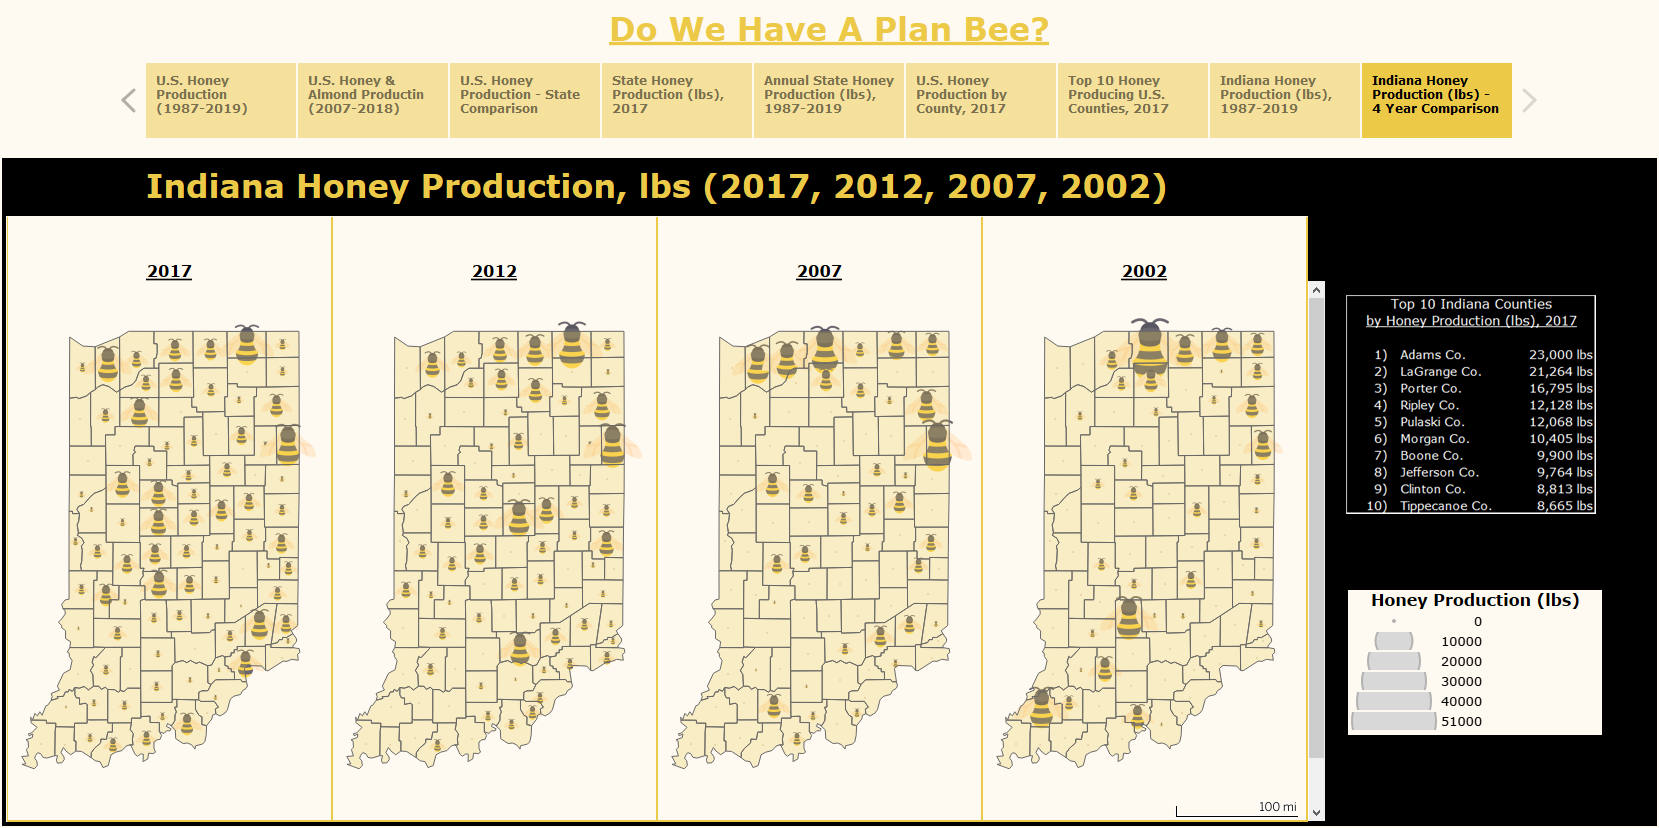 Do We Have A Plan Bee?
U.S. Honey
Production
(1987-2019)
U.S. Honey &
Almond Productin
(2007-2018)
U.S. Honey
Production - State
Comparison
State Honey
Production (lbs),
2017
Annual State Honey
Production (lbs),
1987-2019
U.S. Honey
Production by
County, 2017
Top 10 Honey
Producing U.S.
Counties, 2017
Indiana Honey
Production (lbs),
1987-2019
Indiana Honey
Production (lbs) -
4 Year Comparison
Indiana Honey Production, lbs (2017, 2012, 2007, 2002)
2017
2012
2007
2002
100 mi
Top 10 Indiana Counties
by Honey Production (lbs), 2017
1) Adams Co. 23,000 lbs
2) LaGrange Co. 21,264 lbs
3) Porter Co. 16,795 lbs
4) Ripley Co. 12,128 lbs
5) Pulaski Co. 12,068 lbs
6) Morgan Co. 10,405 lbs
7) Boone Co. 9,900 lbs
8) Jefferson Co. 9,764 lbs
9) Clinton Co. 8,813 lbs
10) Tippecanoe Co. 8,665 lbs
Honey Production (lbs)
0
10000
20000
30000
40000
51000